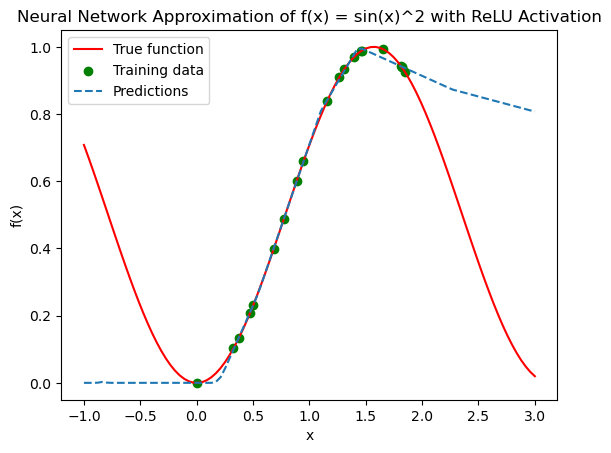 Neural Network Approximation of f(x) = sin(x)^2 with ReLU Activation
True function
Training data
Predictions
f(x)
1.0
0.8
0.6
0.4
0.2
0.0
−1.0 −0.5 0.0 0.5 1.0 1.5 2.0 2.5 3.0
x